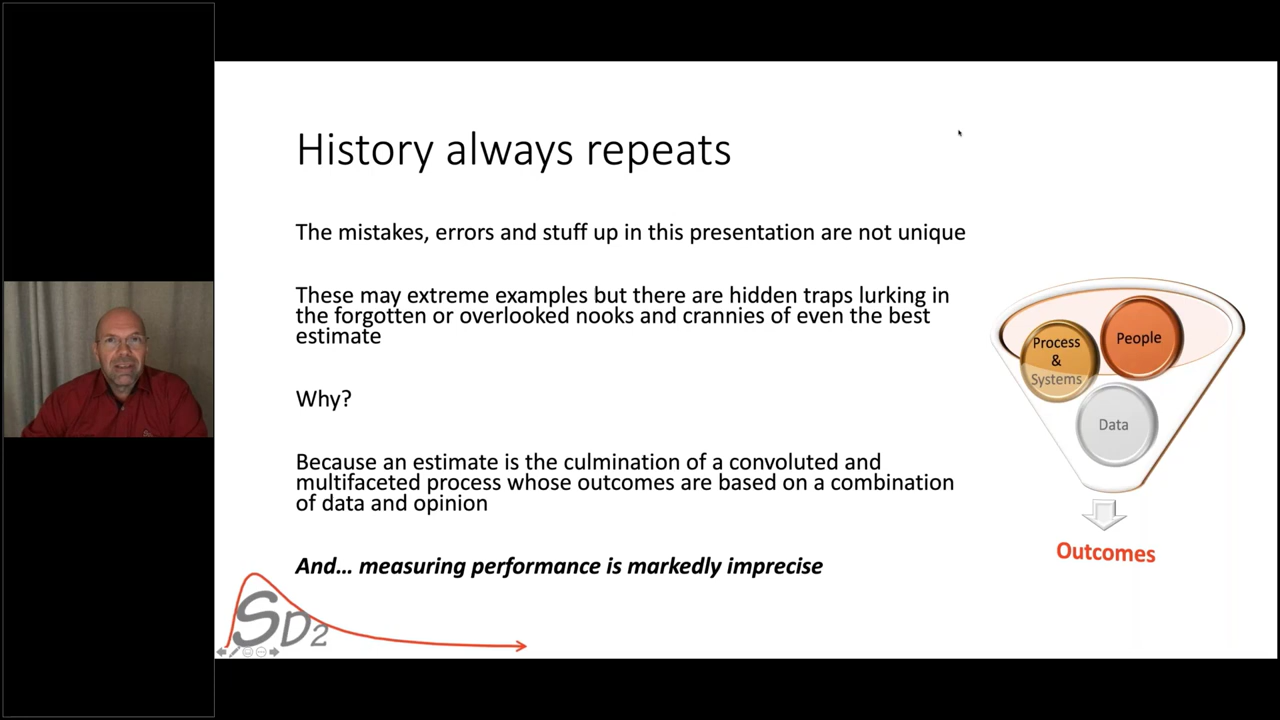 History always repeats
The mistakes, errors and stuff up in this presentation are not unique
These may extreme examples but there are hidden traps lurking in
the forgotten or overlooked nooks and crannies of even the best
estimate
Why?
Because an estimate is the culmination of a convoluted and
multifaceted process whose outcomes are based on a combination
of data and opinion
And... measuring performance is markedly imprecise
Process
&
Systems
People
Data
Outcomes
SD2